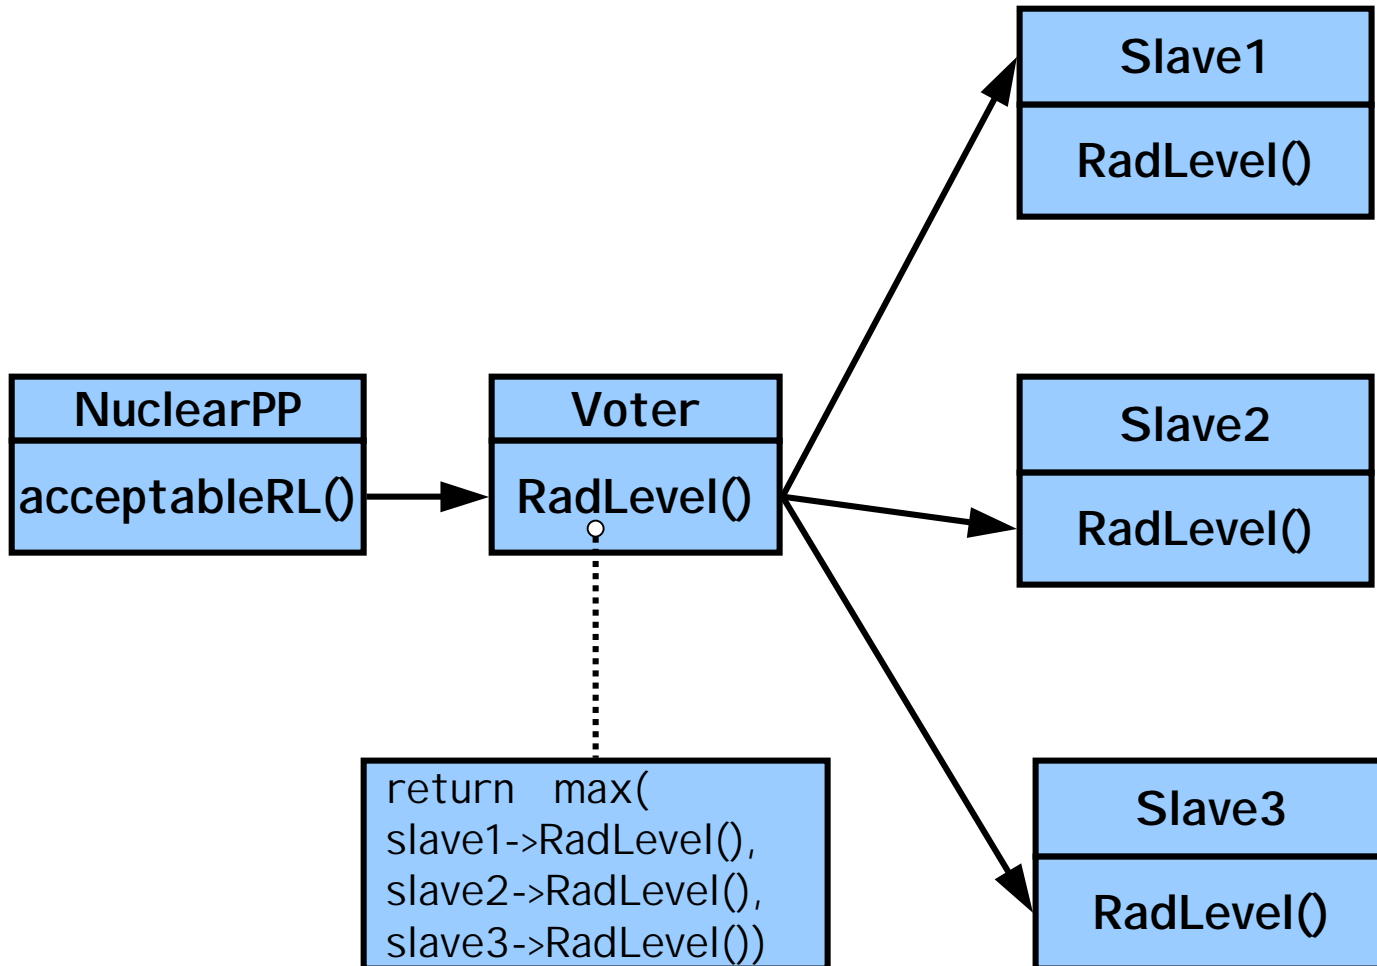 Slave1
RadLevel()
NuclearPP
acceptableRL()
Voter
RadLevel()
Slave2
RadLevel()
return max(
slave1->RadLevel(),
slave2->RadLevel(),
slave3->RadLevel())
Slave3
RadLevel()